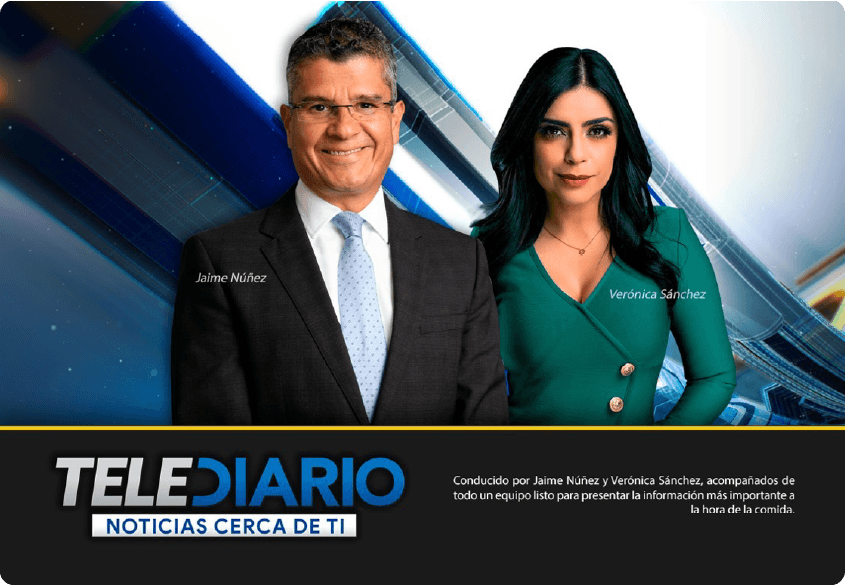 Jaime Núñez
Verónica Sánchez
TELEDIARIO
NOTICIAS CERCA DE TI
Conducido por Jaime Núñez y Verónica Sánchez, acompañados de
todo un equipo listo para presentar la información más importante a
la hora de la comida.